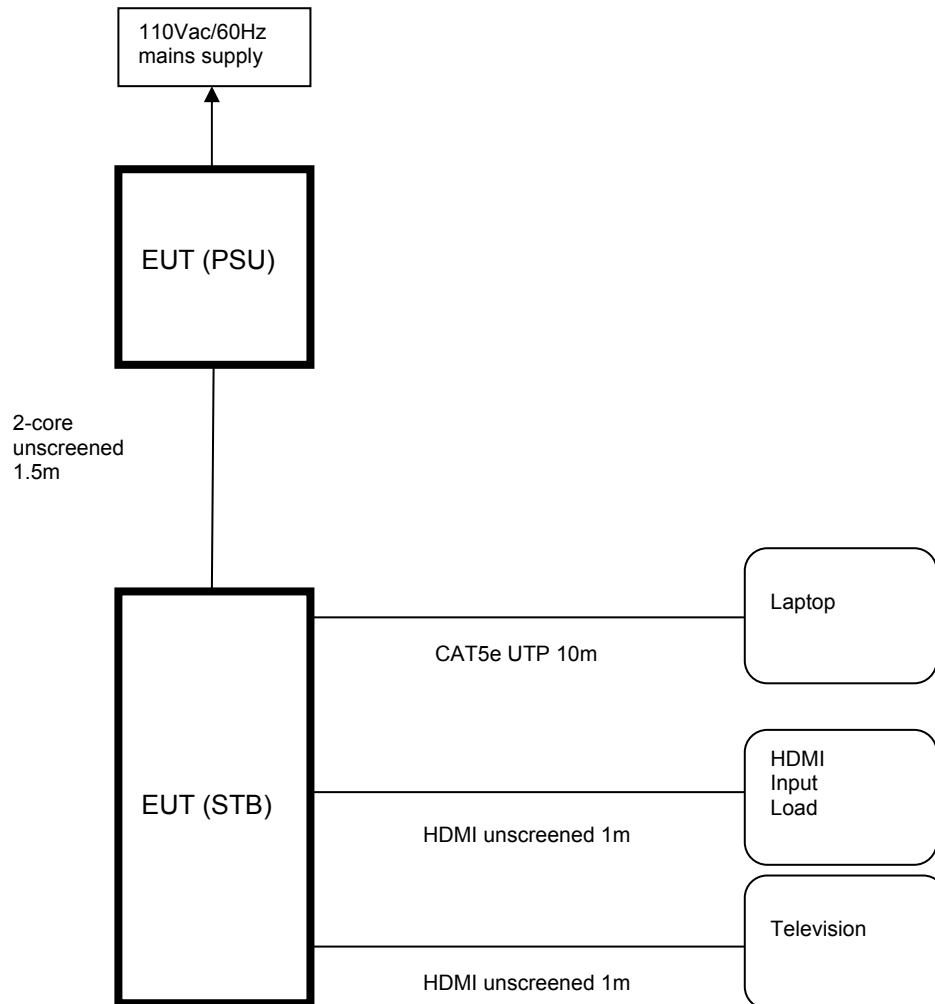 110Vac/60Hz
mains supply
EUT (PSU)
2-core
unscreened
1.5m
Laptop
CAT5e UTP 10m
HDMI
Input
Load
EUT (STB)
HDMI unscreened 1m
Television
HDMI unscreened 1m